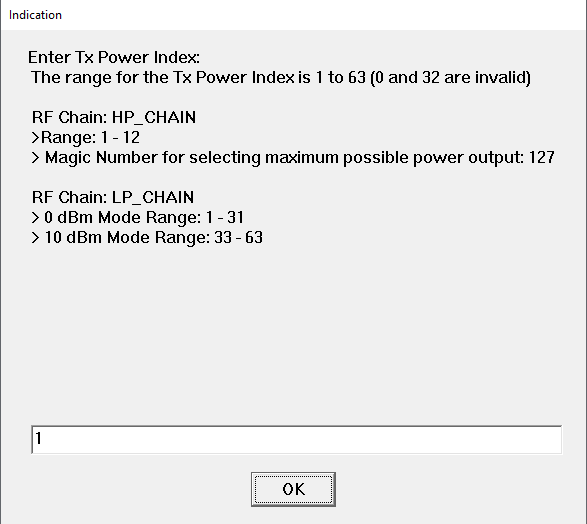 Indication
Enter Tx Power Index:
The range for the Tx Power Index is 1 to 63 (0 and 32 are invalid)
RF Chain: HP_CHAIN
>Range: 1 - 12
> Magic Number for selecting maximum possible power output: 127
RF Chain: LP_CHAIN
> 0 dBm Mode Range: 1 - 31
> 10 dBm Mode Range: 33 - 63
1
OK